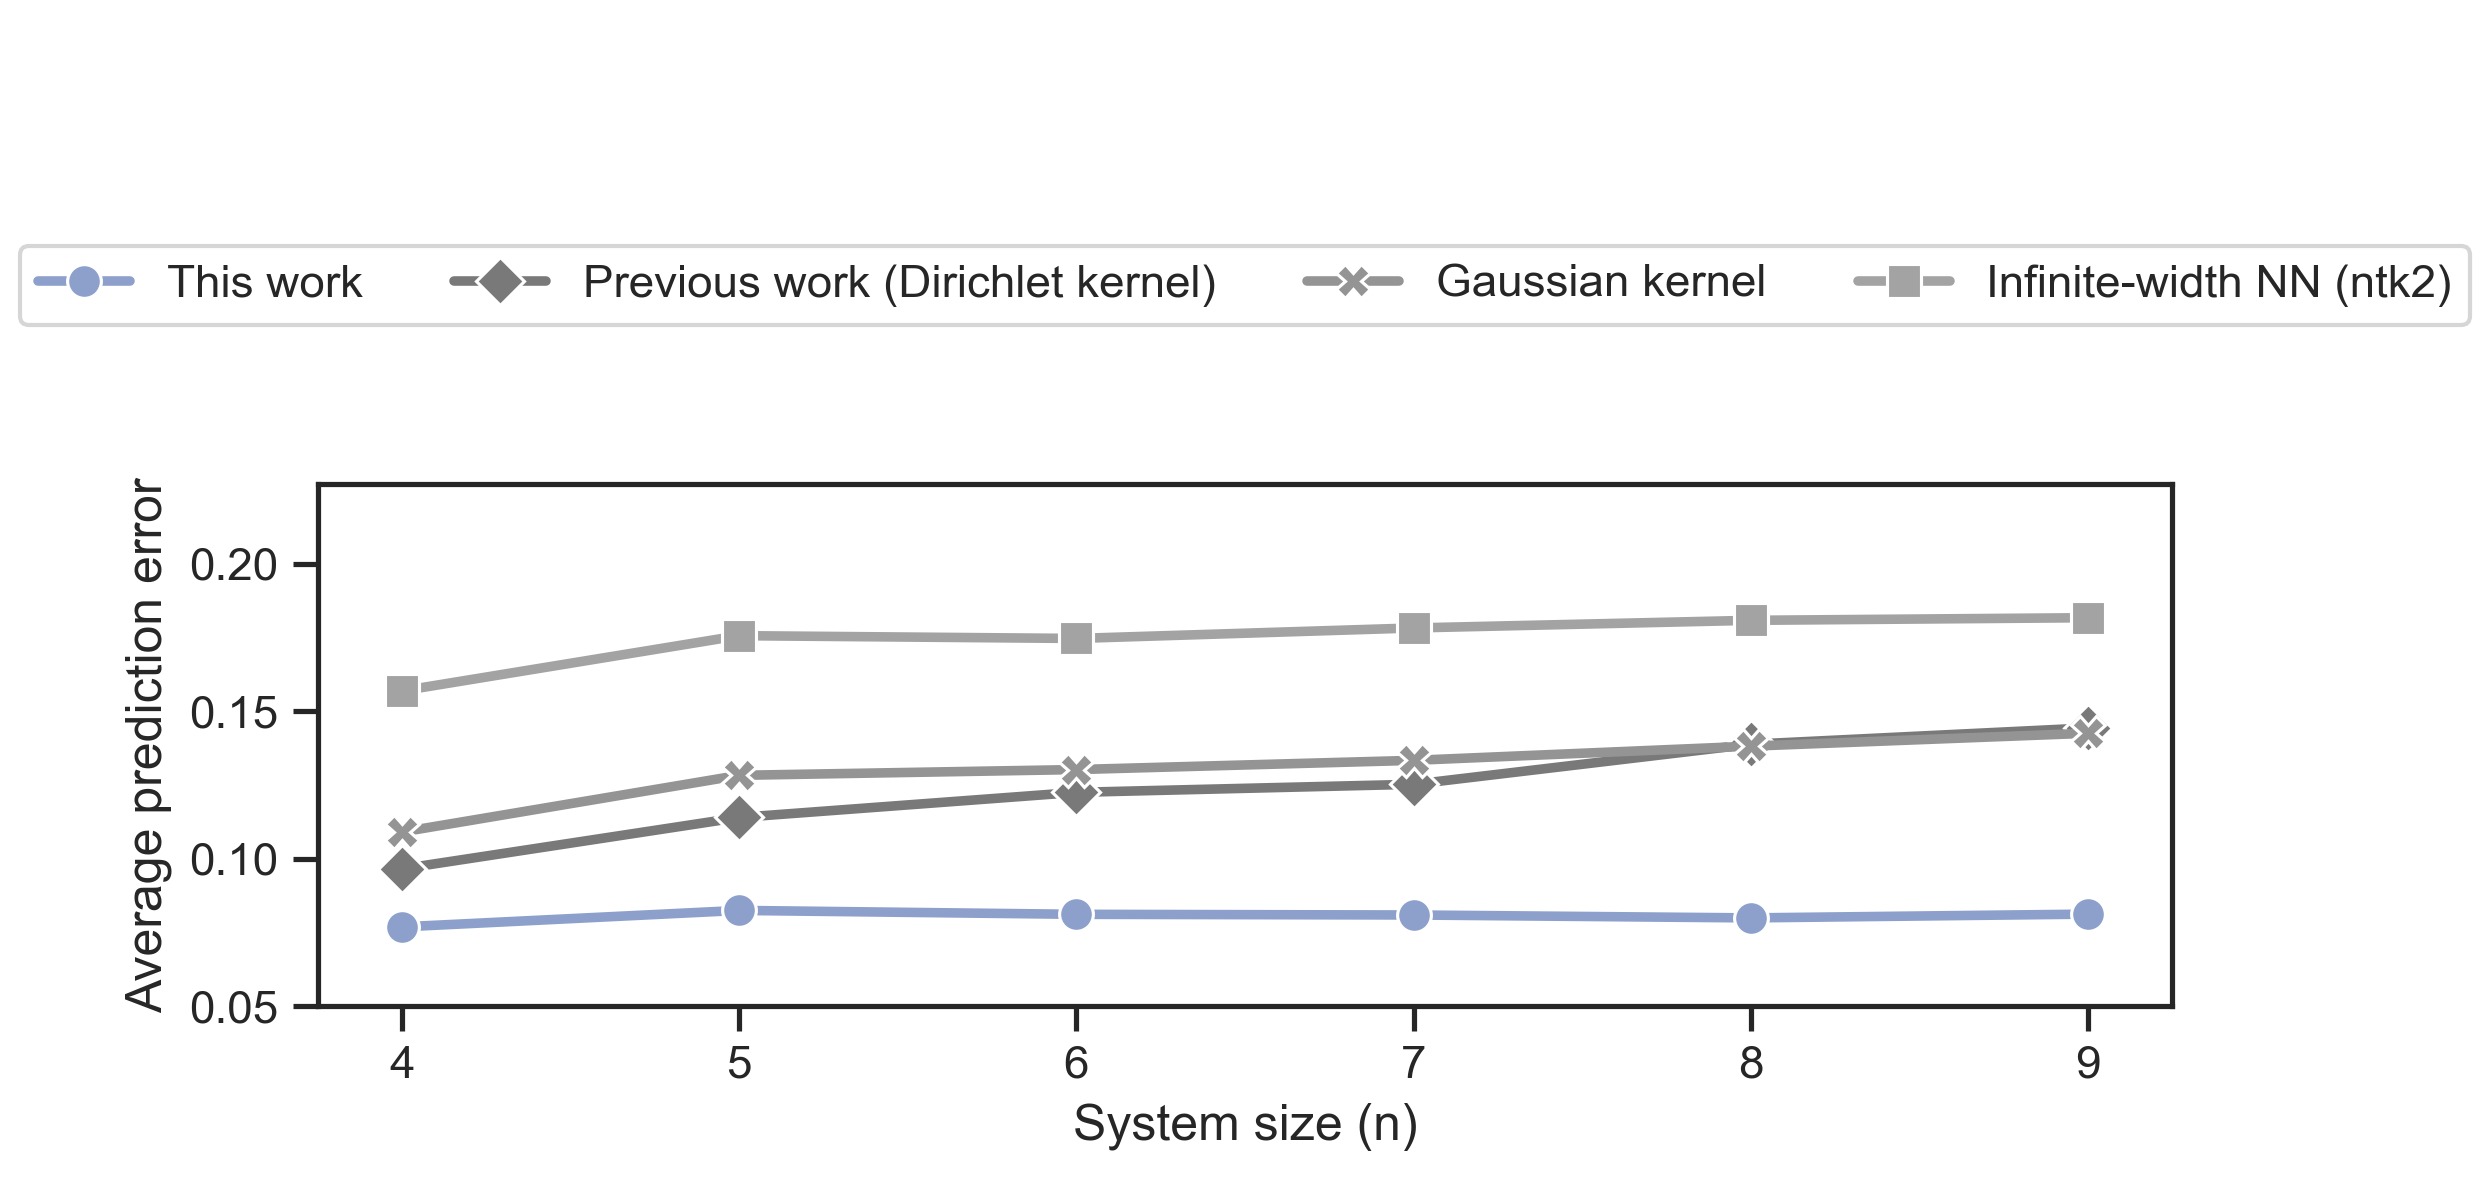 This work
Previous work (Dirichlet kernel)
Gaussian kernel
Infinite-width NN (ntk2)
Average prediction error
0.20
0.15
0.10
0.05
4
5
6
7
8
9
System size (n)